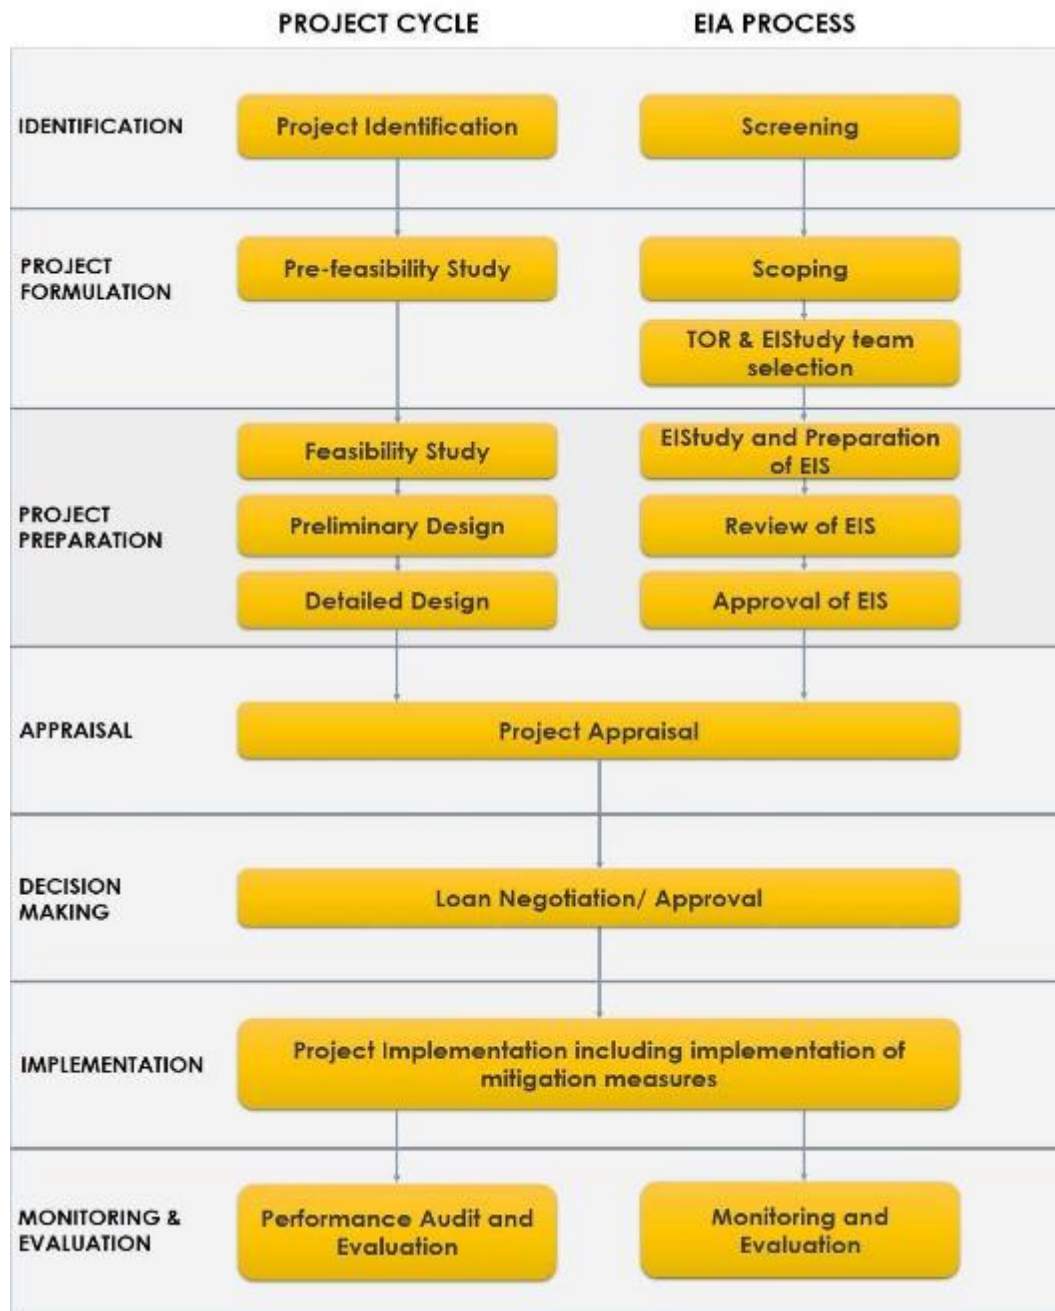 PROJECT CYCLE
EIA PROCESS
IDENTIFICATION
Project Identification
Screening
PROJECT
FORMULATION
Pre-feasibility Study
Scoping
TOR & EIStudy team
selection
PROJECT
PREPARATION
Feasibility Study
EIStudy and Preparation
of EIS
Preliminary Design
Review of EIS
Detailed Design
Approval of EIS
APPRAISAL
Project Appraisal
DECISION
MAKING
Loan Negotiation/ Approval
IMPLEMENTATION
Project Implementation including implementation of
mitigation measures
MONITORING &
EVALUATION
Performance Audit and
Evaluation
Monitoring and
Evaluation